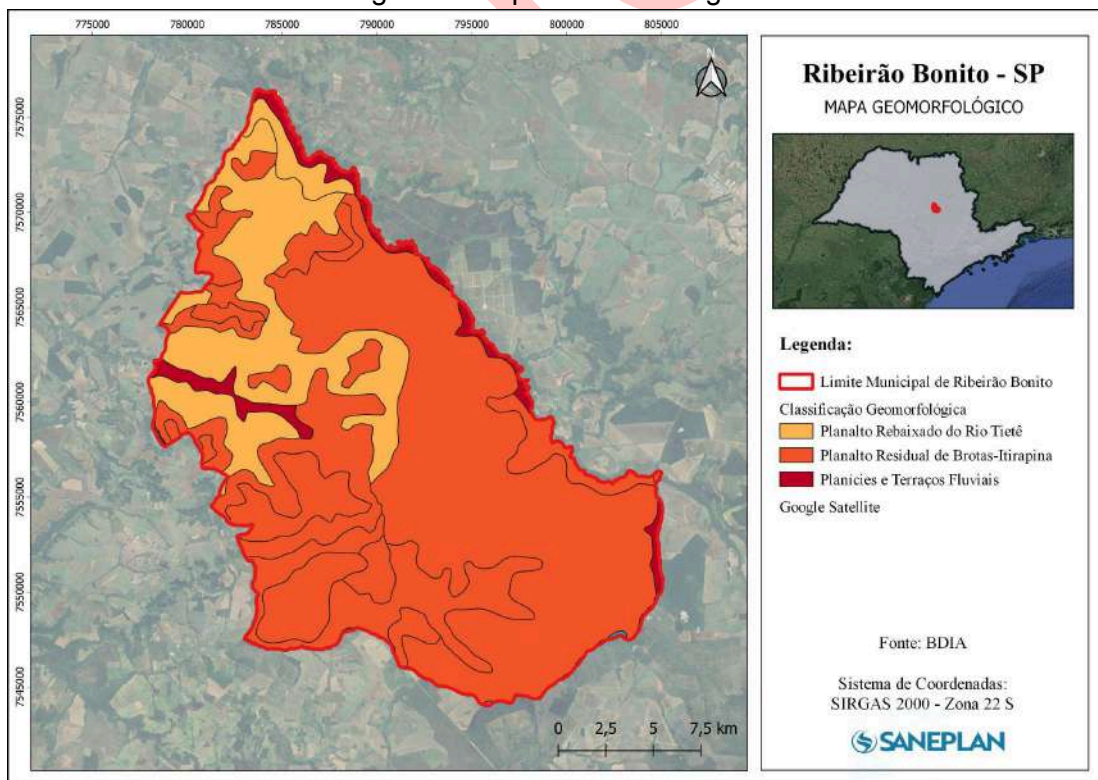 775000 780000 785000 790000 795000 800000 805000
7575000
7570000
7565000
7560000
7555000
7550000
7545000
N
0 2,5 5 7,5 km
Ribeirão Bonito - SP
MAPA GEOMORFOLÓGICO
Legenda:
Limite Municipal de Ribeirão Bonito
Classificação Geomorfológica
Planalto Rebaixado do Rio Tietê
Planalto Residual de Brotas-Itirapina
Planícies e Terraços Fluviais
Google Satellite
Fonte: BDIA
Sistema de Coordenadas:
SIRGAS 2000 - Zona 22 S
SANEPLAN